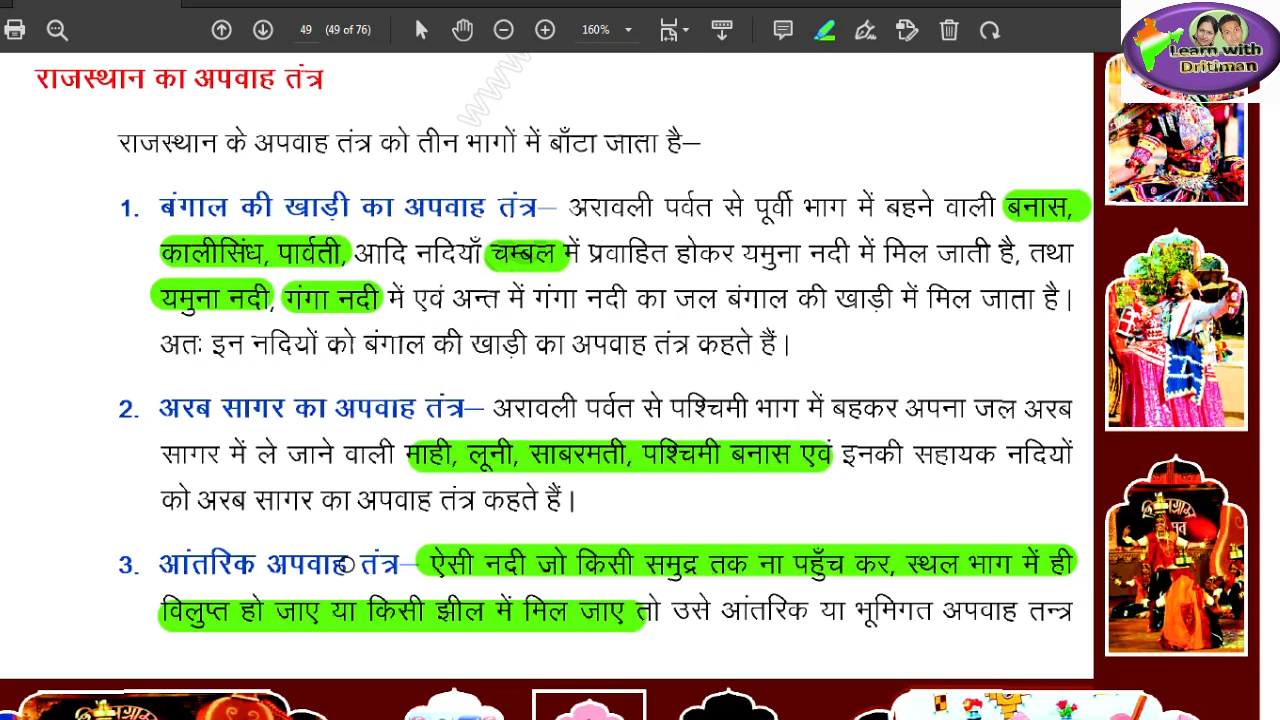 49 (49 of 76)
160%
Learn with
Dritiman
www
राजस्थान का अपवाह तंत्र
राजस्थान के अपवाह तंत्र को तीन भागों में बाँटा जाता है—
1. बंगाल की खाड़ी का अपवाह तंत्र– अरावली पर्वत से पूर्वी भाग में बहने वाली बनास,
कालीसिंध, पार्वती, आदि नदियाँ चम्बल में प्रवाहित होकर यमुना नदी में मिल जाती है, तथा
यमुना नदी, गंगा नदी में एवं अन्त में गंगा नदी का जल बंगाल की खाड़ी में मिल जाता है।
अतः इन नदियों को बंगाल की खाड़ी का अपवाह तंत्र कहते हैं।
2. अरब सागर का अपवाह तंत्र– अरावली पर्वत से पश्चिमी भाग में बहकर अपना जल अरब
सागर में ले जाने वाली माही, लूनी, साबरमती, पश्चिमी बनास एवं इनकी सहायक नदियों
को अरब सागर का अपवाह तंत्र कहते हैं।
3. आंतरिक अपवाह तंत्र– ऐसी नदी जो किसी समुद्र तक ना पहुँच कर, स्थल भाग में ही
विलुप्त हो जाए या किसी झील में मिल जाए तो उसे आंतरिक या भूमिगत अपवाह तन्त्र